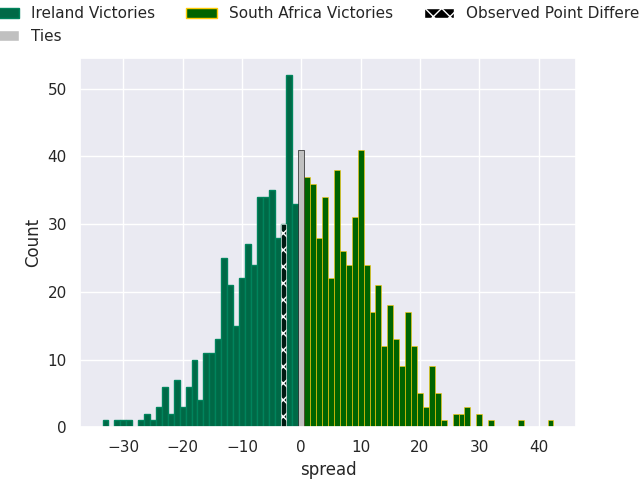 Ireland Victories
South Africa Victories
Observed Point Differe
Ties
Count
50
40
30
20
10
0
−30 −20 −10 0 10 20 30 40
spread